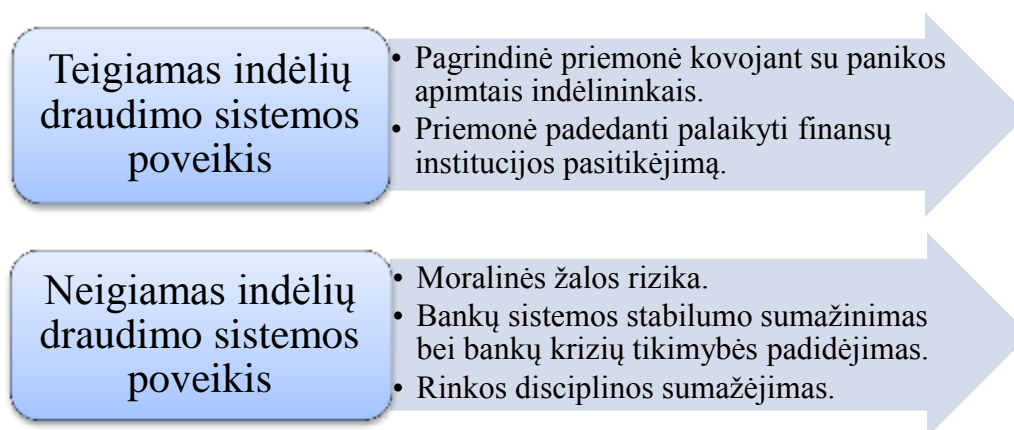 Teigiamas indėlių
draudimo sistemos
poveikis
• Pagrindinė priemonė kovojant su panikos
apimtais indėlininkais.
• Priemonė padedanti palaikyti finansų
institucijos pasitikėjimą.
Neigiamas indėlių
draudimo sistemos
poveikis
• Moralinės žalos rizika.
• Bankų sistemos stabilumo sumažinimas
bei bankų krizių tikimybės padidėjimas.
• Rinkos disciplinos sumažėjimas.